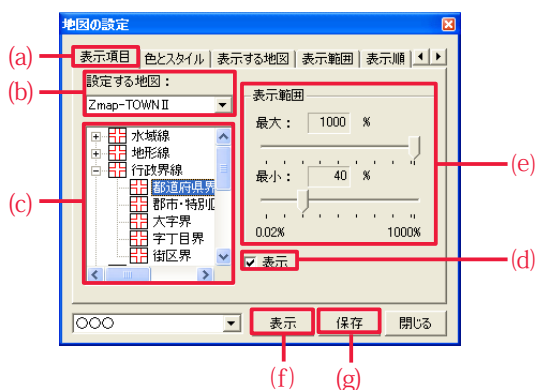 地図の設定
(a) 表示項目 色とスタイル 表示する地図 表示範囲 表示順
(b) 設定する地図：
Zmap-TOWNⅡ
表示範囲
最大： 1000 %
(c) 水域線
地形線
行政界線
都道府県界
郡市・特別区
大字界
字丁目界
街区界
(e)
最小： 40 %
0.02% 1000%
表示 (d)
○○○ 表示 保存 閉じる
(f) (g)